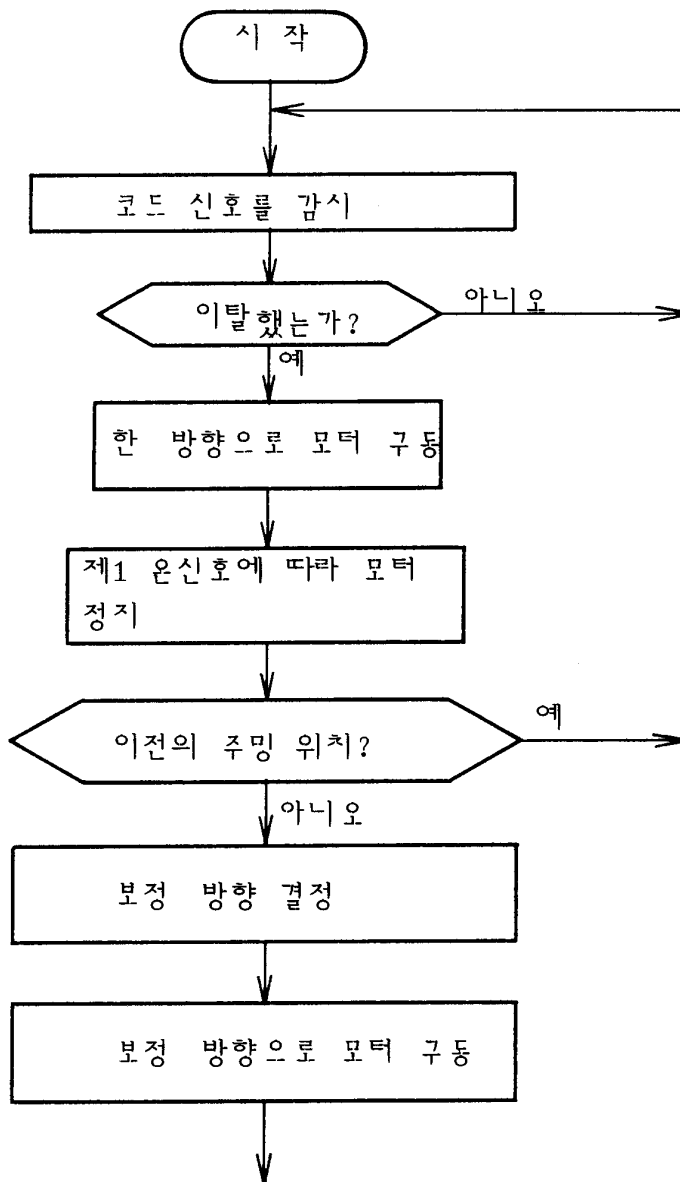 시 작
코드 신호를 감시
이탈했는가?
아니오
예
한 방향으로 모터 구동
제1 온신호에 따라 모터
정지
이전의 주밍 위치?
예
아니오
보정 방향 결정
보정 방향으로 모터 구동